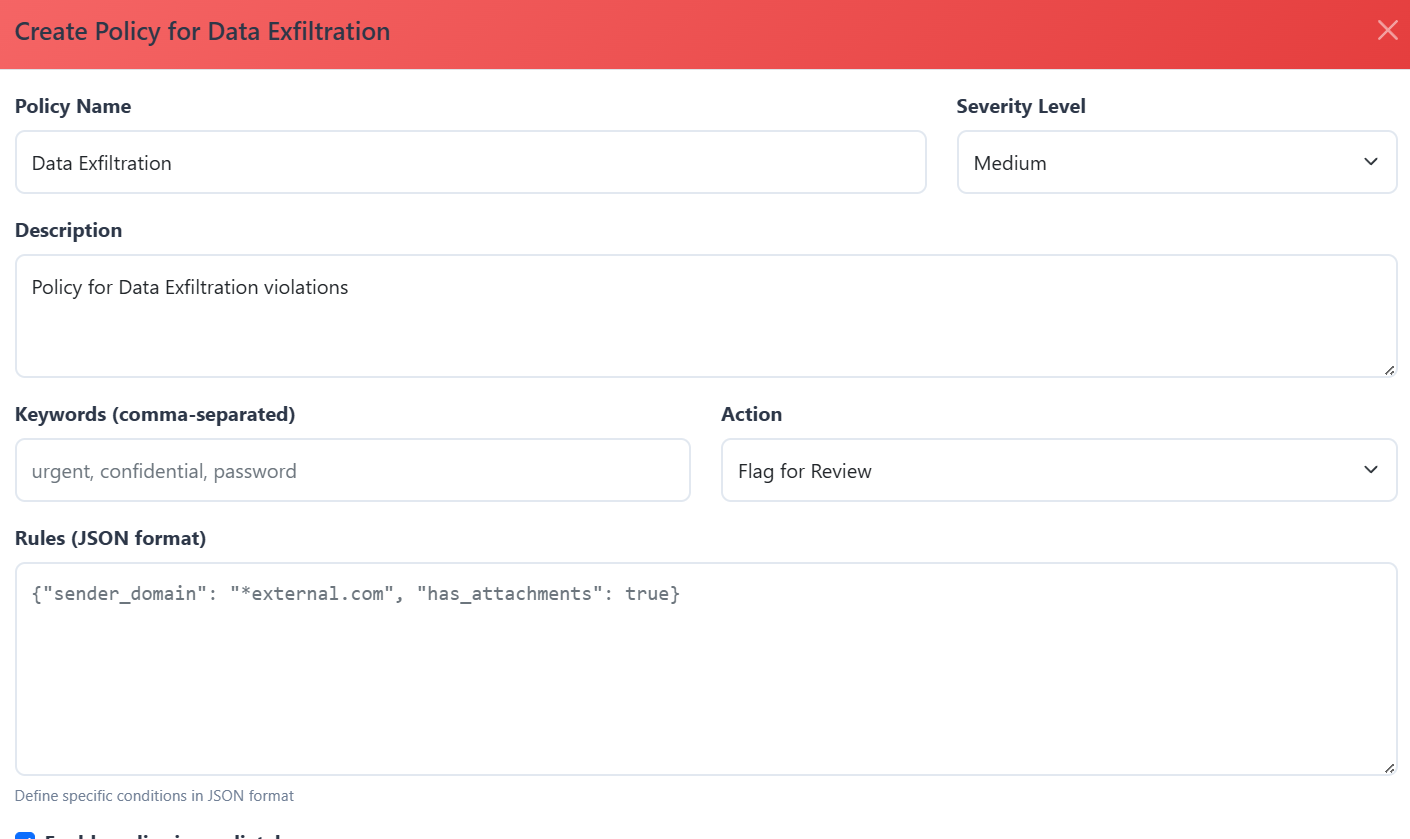 Create Policy for Data Exfiltration
Policy Name
Severity Level
Data Exfiltration
Medium
Description
Policy for Data Exfiltration violations
Keywords (comma-separated)
Action
urgent, confidential, password
Flag for Review
Rules (JSON format)
{"sender_domain": "*external.com", "has_attachments": true}
Define specific conditions in JSON format